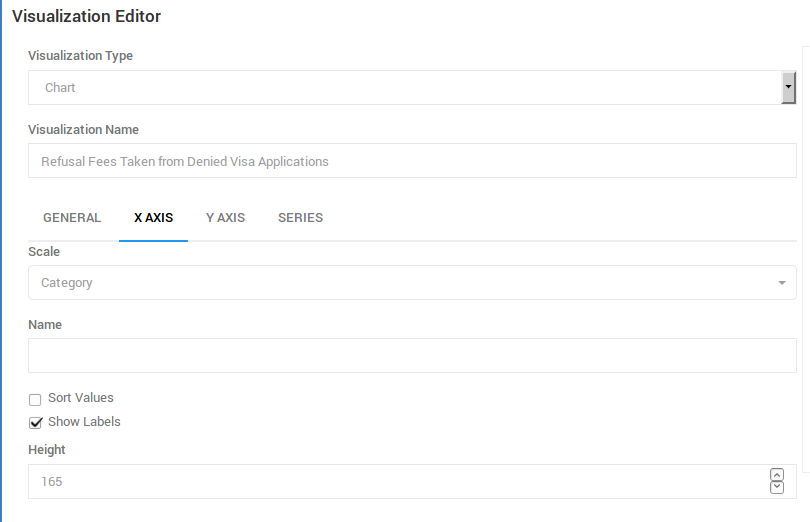 Visualization Editor
Visualization Type
Chart
Visualization Name
Refusal Fees Taken from Denied Visa Applications
GENERAL X AXIS Y AXIS SERIES
Scale
Category
Name
Sort Values
Show Labels
Height
165